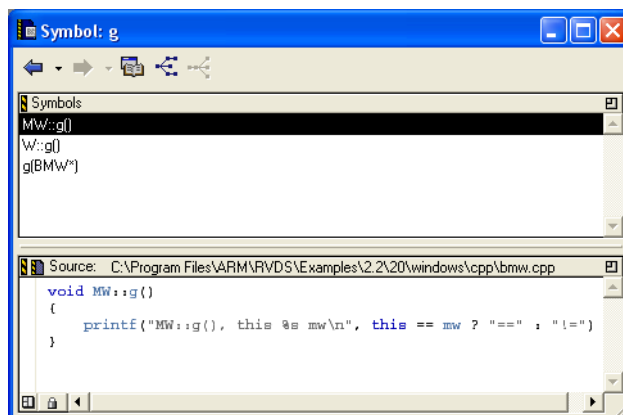 Symbol: g
Symbols
MW::g()
W::g()
g(BMW*)
Source: C:\Program Files\ARM\RVDS\Examples\2.2\20\windows\cpp\bmw.cpp
void MW::g()
{
printf("MW::g(), this %s mw\n", this == mw ? "==" : "!=")
}